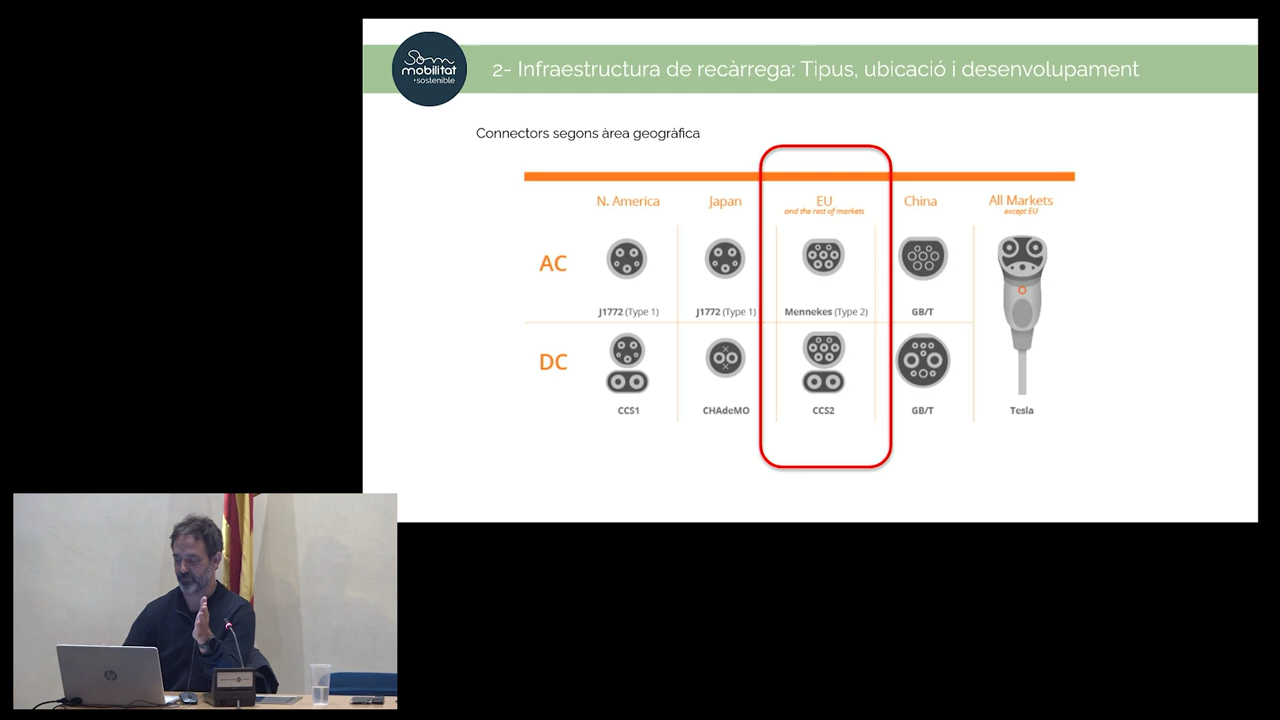 Som
mobilitat
+sostenible
2- Infraestructura de recàrrega: Tipus, ubicació i desenvolupament
Connectors segons àrea geogràfica
N. America
Japan
EU
and the rest of markets
China
All Markets
except EU
AC
J1772 (Type 1)
J1772 (Type 1)
Mennekes (Type 2)
GB/T
DC
CCS1
CHAdeMO
CCS2
GB/T
Tesla
hp